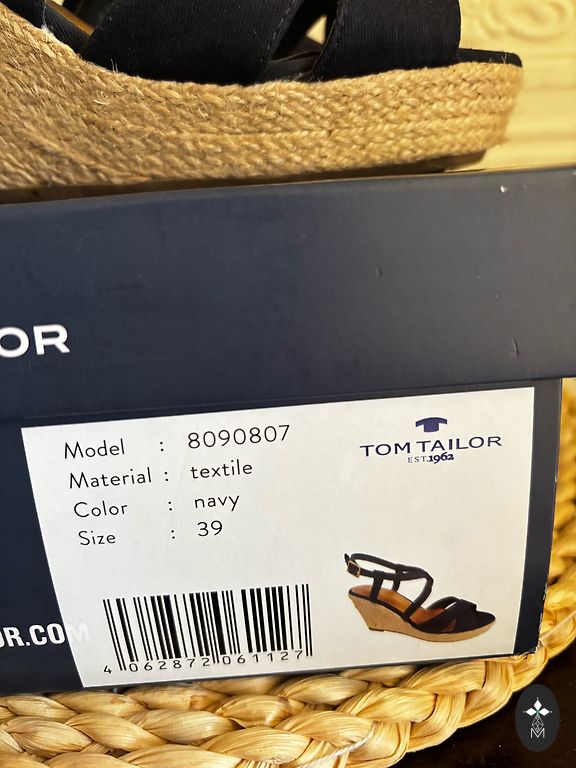 OR
Model : 8090807
Material : textile
Color : navy
Size : 39
TOM TAILOR
EST.1962
OR.COM
4 062872 061127
M